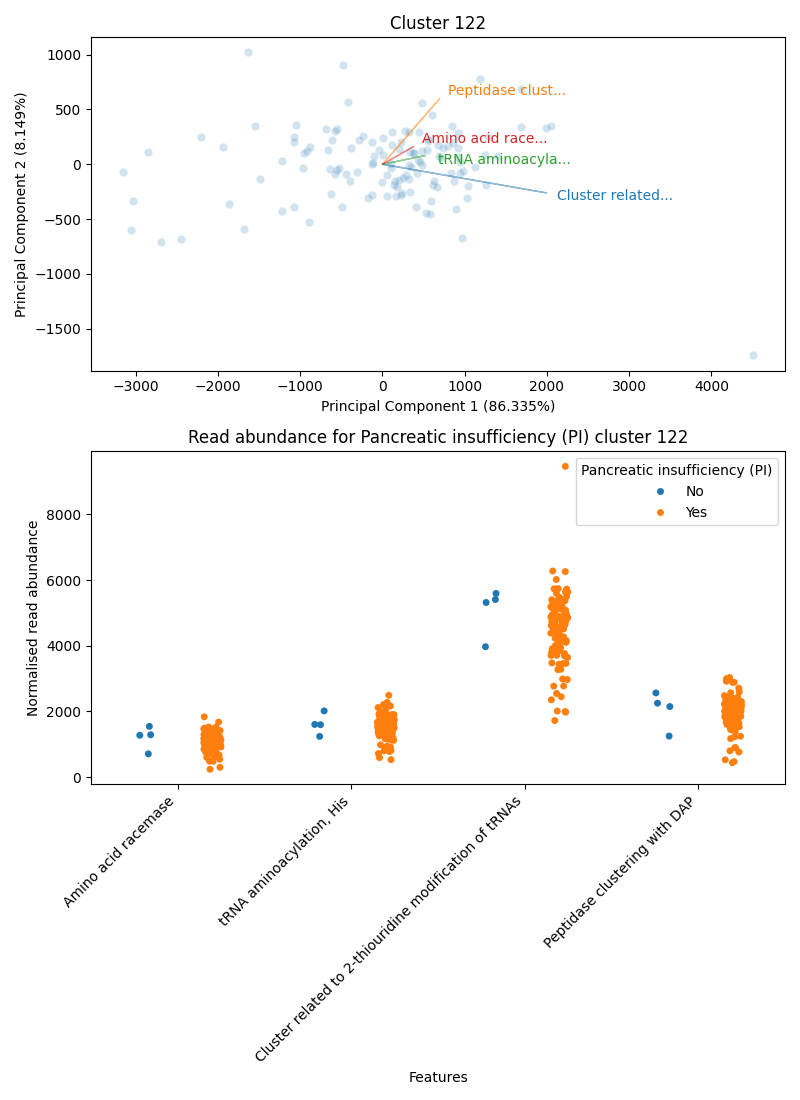 Cluster 122
1000
500
0
−500
−1000
−1500
Principal Component 2 (8.149%)
Peptidase clust...
Amino acid race...
tRNA aminoacyla...
Cluster related...
−3000 −2000 −1000 0 1000 2000 3000 4000
Principal Component 1 (86.335%)
Read abundance for Pancreatic insufficiency (PI) cluster 122
Pancreatic insufficiency (PI)
No
Yes
8000
6000
4000
2000
0
Normalised read abundance
Amino acid racemase
tRNA aminoacylation, His
Cluster related to 2-thiouridine modification of tRNAs
Peptidase clustering with DAP
Features